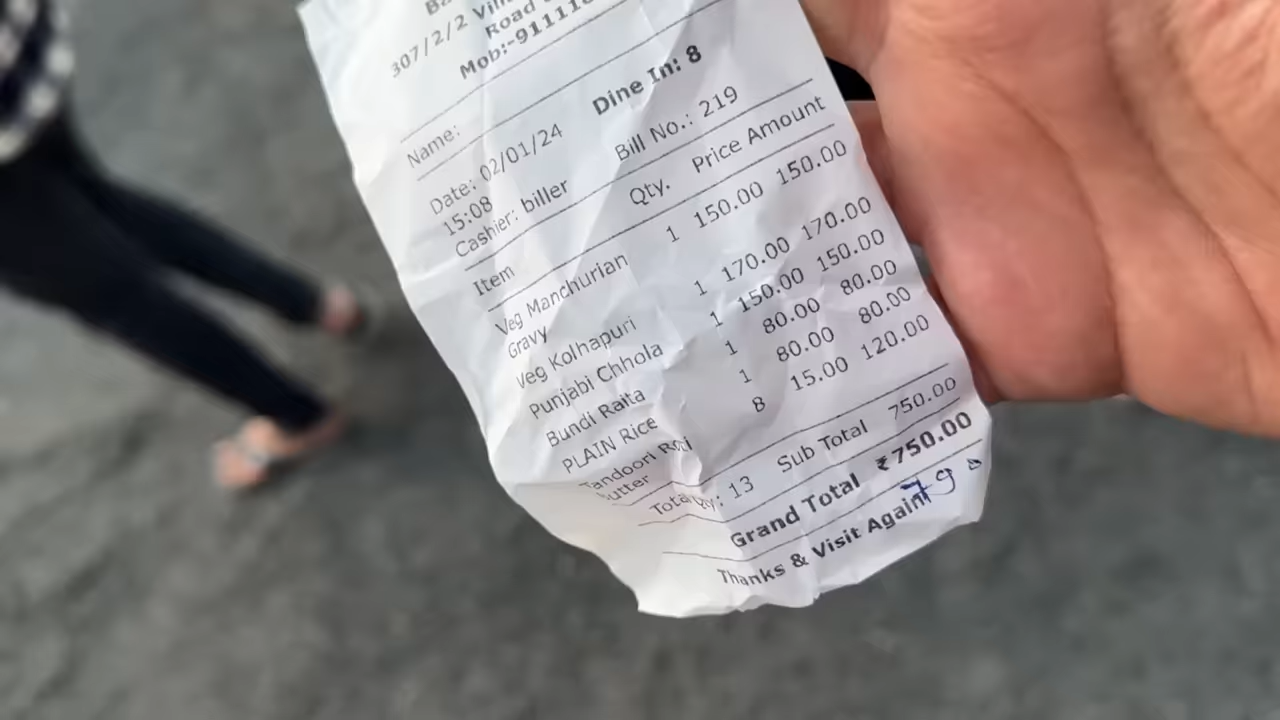 307/2/2
Road
Mob:-91111
Name:
Date: 02/01/24 Dine In: 8
15:08
Cashier: biller Bill No.: 219
Item Qty. Price Amount
Veg Manchurian 1 150.00 150.00
Gravy
Veg Kolhapuri 1 170.00 170.00
Punjabi Chhola 1 150.00 150.00
Bundi Raita 1 80.00 80.00
PLAIN Rice 1 80.00 80.00
Tandoori Roti 8 15.00 120.00
Butter
Total Qty: 13 Sub Total 750.00
Grand Total ₹750.00
Thanks & Visit Again!
790